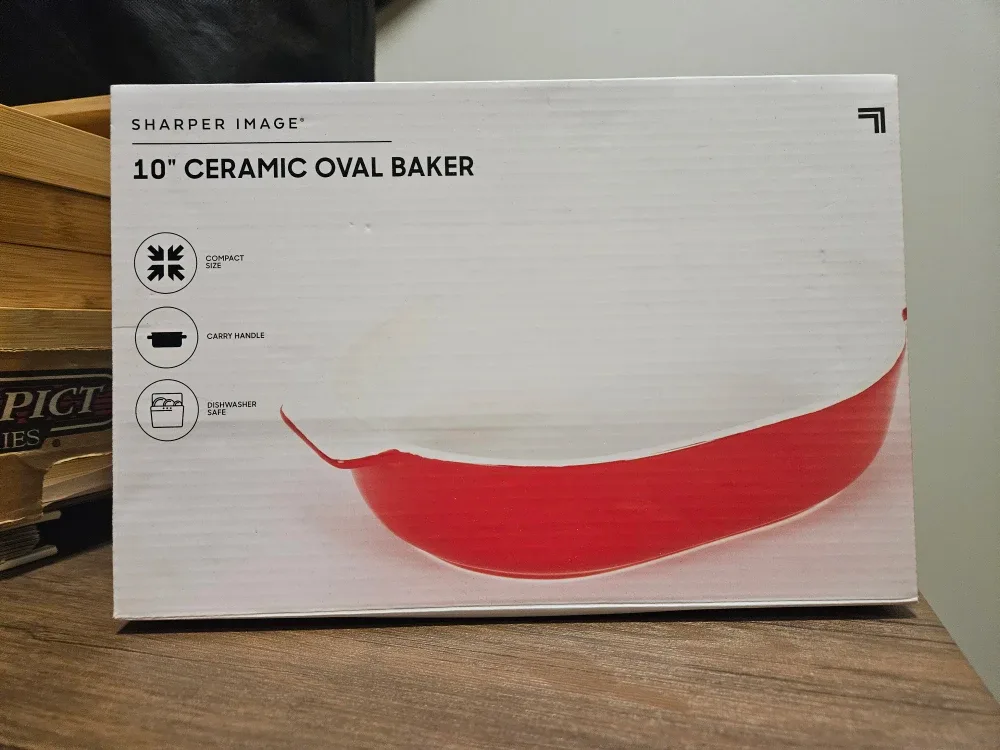 SHARPER IMAGE®
10" CERAMIC OVAL BAKER
COMPACT
SIZE
CARRY HANDLE
DISHWASHER
SAFE
PICT
IES